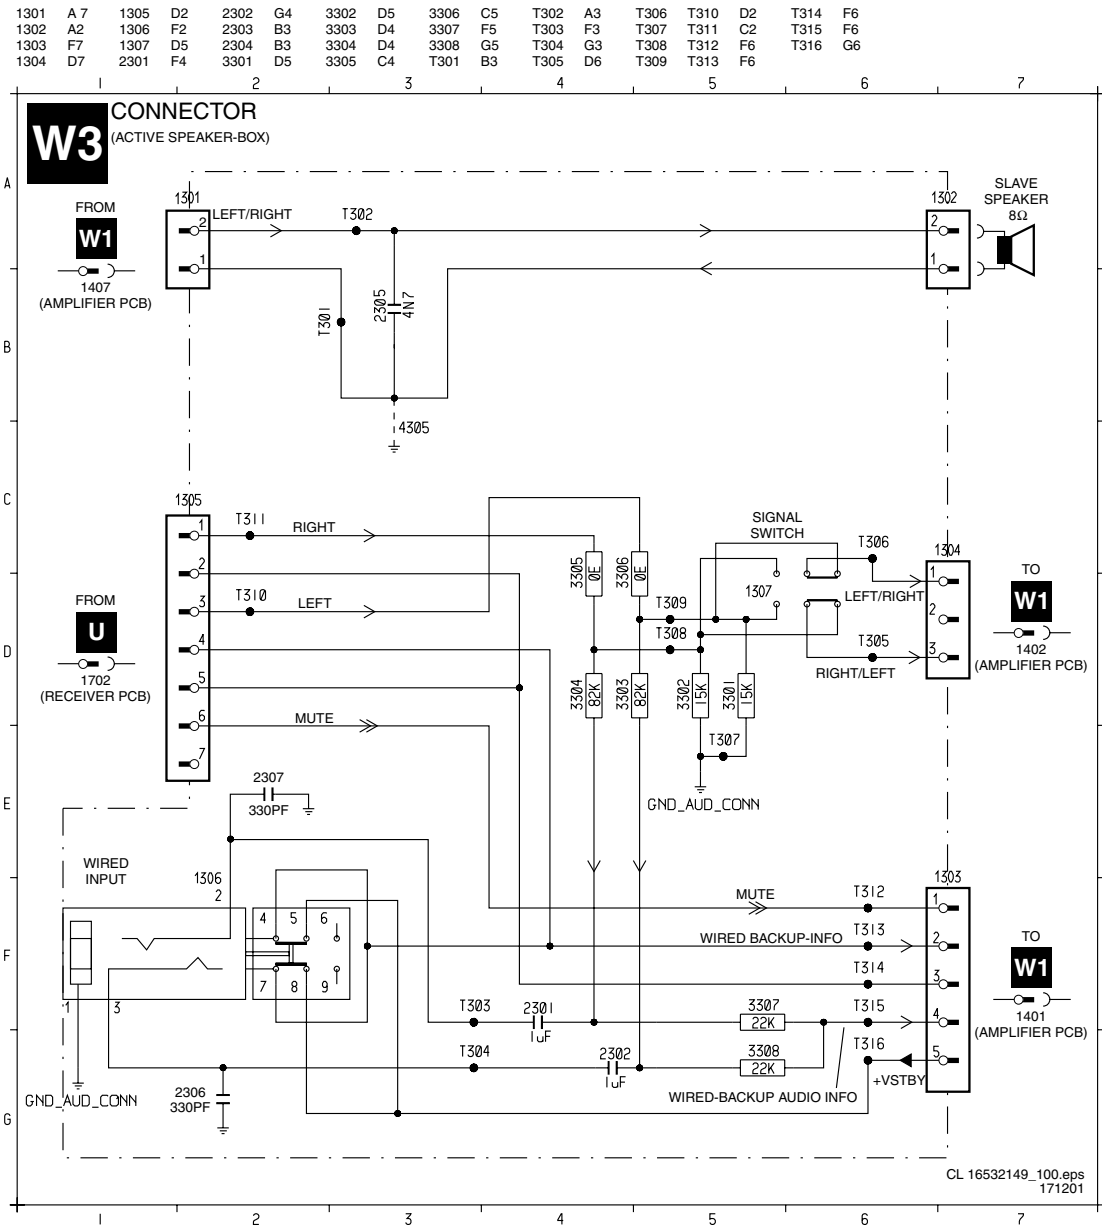 1301 A 7 1305 D2 2302 G4 3302 D5 3306 C5 T302 A3 T306 T310 D2 T314 F6
1302 A2 1306 F2 2303 B3 3303 D4 3307 F5 T303 F3 T307 T311 C2 T315 F6
1303 F7 1307 D5 2304 B3 3304 D4 3308 G5 T304 G3 T308 T312 F6 T316 G6
1304 D7 2301 F4 3301 D5 3305 C4 T301 B3 T305 D6 T309 T313 F6
1 2 3 4 5 6 7
W3
CONNECTOR
(ACTIVE SPEAKER-BOX)
A
1301
1302
SLAVE
SPEAKER
8Ω
FROM
W1
1407
(AMPLIFIER PCB)
2
LEFT/RIGHT
T302
2
1
1
T301
2305
4N7
B
4305
C
1305
1
T311
RIGHT
2
3
T310
LEFT
4
5
6
MUTE
7
FROM
U
1702
(RECEIVER PCB)
D
3305
0E
3306
0E
SIGNAL
SWITCH
1307
T306
T309
T308
LEFT/RIGHT
T305
RIGHT/LEFT
1304
1
2
3
TO
W1
1402
(AMPLIFIER PCB)
3304
82K
3303
82K
3302
15K
3301
15K
T307
GND_AUD_CONN
E
2307
330PF
WIRED
INPUT
1306
2
4 5 6
7 8 9
1
3
F
MUTE
T312
WIRED BACKUP-INFO
T313
T314
T303
2301
1uF
3307
22K
T315
T304
2302
1uF
3308
22K
T316
+VSTBY
WIRED-BACKUP AUDIO INFO
1303
1
2
3
4
5
TO
W1
1401
(AMPLIFIER PCB)
GND_AUD_CONN
2306
330PF
G
CL 16532149_100.eps
171201
1 2 3 4 5 6 7